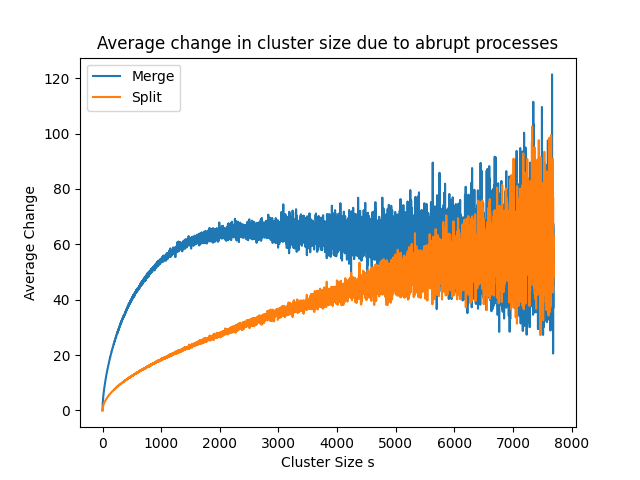 Average change in cluster size due to abrupt processes
Merge
Split
120
100
80
60
40
20
0
Average Change
0 1000 2000 3000 4000 5000 6000 7000 8000
Cluster Size s